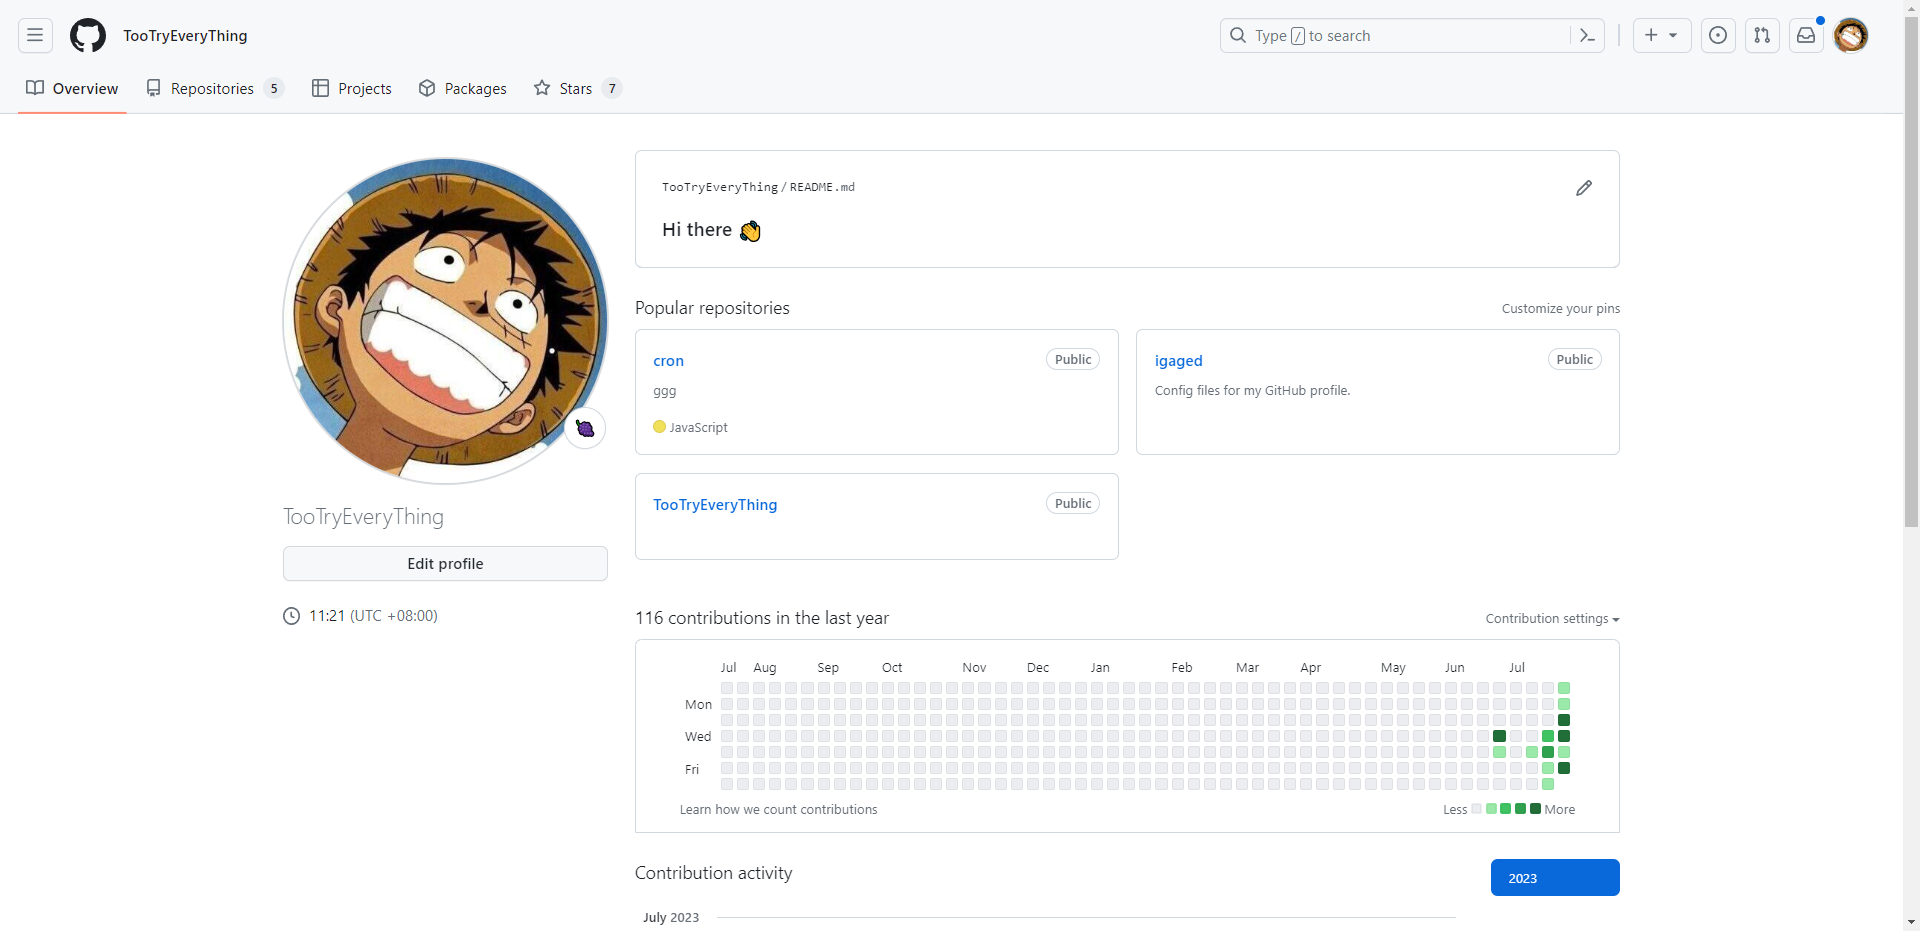 TooTryEveryThing
Type / to search
Overview
Repositories 5
Projects
Packages
Stars 7
TooTryEveryThing
Edit profile
11:21 (UTC +08:00)
TooTryEveryThing/README.md
Hi there 👋
Popular repositories
Customize your pins
cron
Public
ggg
JavaScript
igaged
Public
Config files for my GitHub profile.
TooTryEveryThing
Public
116 contributions in the last year
Contribution settings
Jul Aug Sep Oct Nov Dec Jan Feb Mar Apr May Jun Jul
Mon
Wed
Fri
Learn how we count contributions
Less More
Contribution activity
2023
July 2023